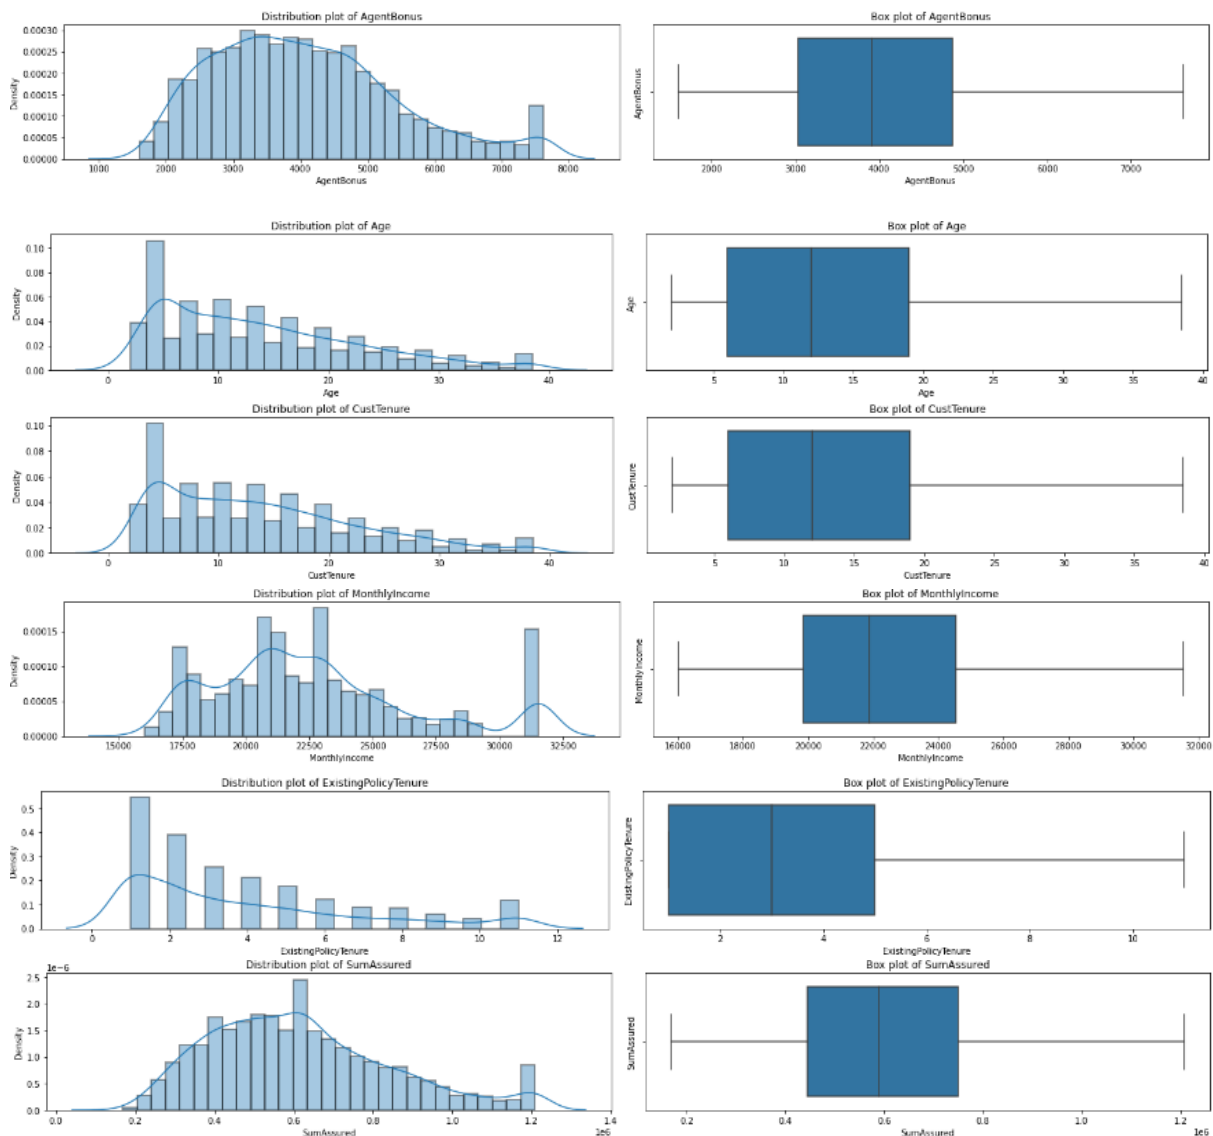 Distribution plot of AgentBonus
0.00030
0.00025
0.00020
0.00015
0.00010
0.00005
0.00000
Density
1000 2000 3000 4000 5000 6000 7000 8000
AgentBonus
Box plot of AgentBonus
AgentBonus
2000 3000 4000 5000 6000 7000
AgentBonus
Distribution plot of Age
0.10
0.08
0.06
0.04
0.02
0.00
Density
0 10 20 30 40
Age
Box plot of Age
Age
5 10 15 20 25 30 35 40
Age
Distribution plot of CustTenure
0.10
0.08
0.06
0.04
0.02
0.00
Density
0 10 20 30 40
CustTenure
Box plot of CustTenure
CustTenure
5 10 15 20 25 30 35 40
CustTenure
Distribution plot of MonthlyIncome
0.00015
0.00010
0.00005
0.00000
Density
15000 17500 20000 22500 25000 27500 30000 32500
MonthlyIncome
Box plot of MonthlyIncome
MonthlyIncome
16000 18000 20000 22000 24000 26000 28000 30000 32000
MonthlyIncome
Distribution plot of ExistingPolicyTenure
0.5
0.4
0.3
0.2
0.1
0.0
Density
0 2 4 6 8 10 12
ExistingPolicyTenure
Box plot of ExistingPolicyTenure
ExistingPolicyTenure
2 4 6 8 10
ExistingPolicyTenure
Distribution plot of SumAssured
1e-6
2.5
2.0
1.5
1.0
0.5
0.0
Density
0.0 0.2 0.4 0.6 0.8 1.0 1.2 1.4
1e6
SumAssured
Box plot of SumAssured
SumAssured
0.2 0.4 0.6 0.8 1.0 1.2
1e6
SumAssured